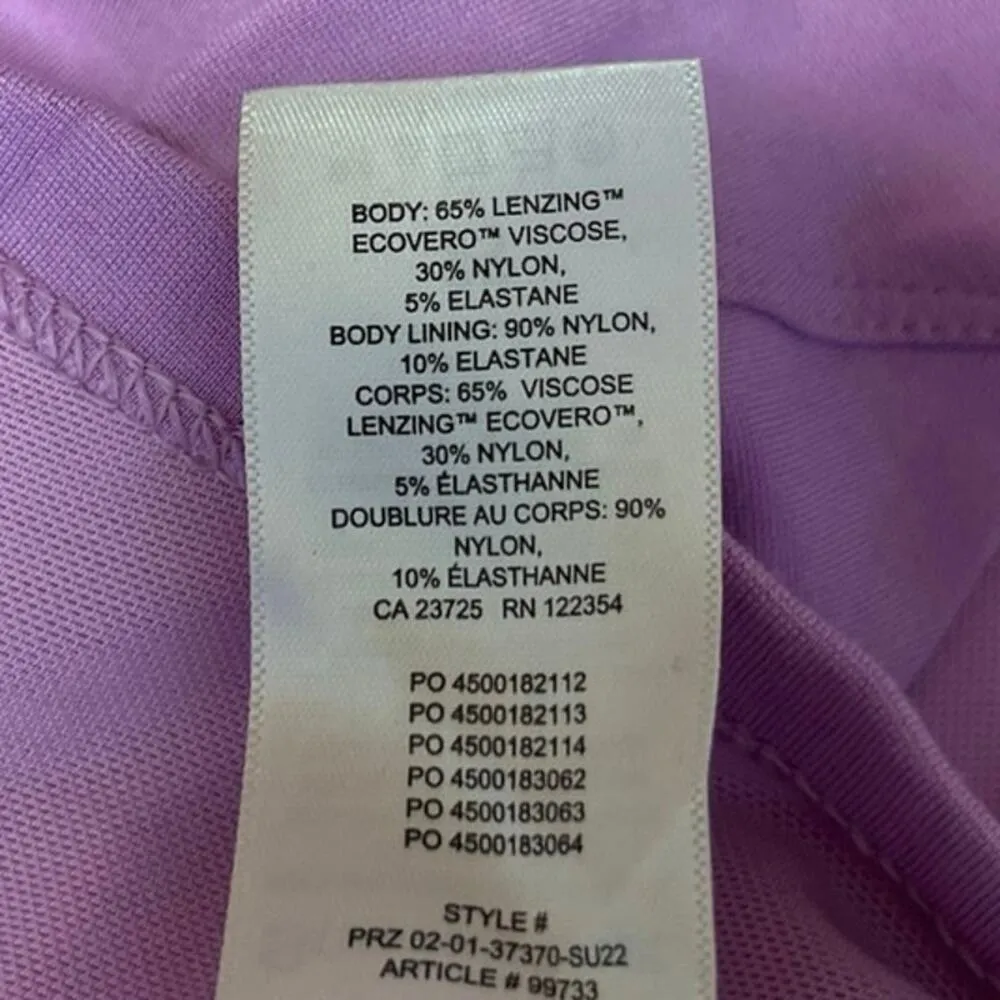 BODY: 65% LENZING™
ECOVERO™ VISCOSE,
30% NYLON,
5% ELASTANE
BODY LINING: 90% NYLON,
10% ELASTANE
CORPS: 65% VISCOSE
LENZING™ ECOVERO™,
30% NYLON,
5% ÉLASTHANNE
DOUBLURE AU CORPS: 90%
NYLON,
10% ÉLASTHANNE
CA 23725 RN 122354
PO 4500182112
PO 4500182113
PO 4500182114
PO 4500183062
PO 4500183063
PO 4500183064
STYLE #
PRZ 02-01-37370-SU22
ARTICLE # 99733